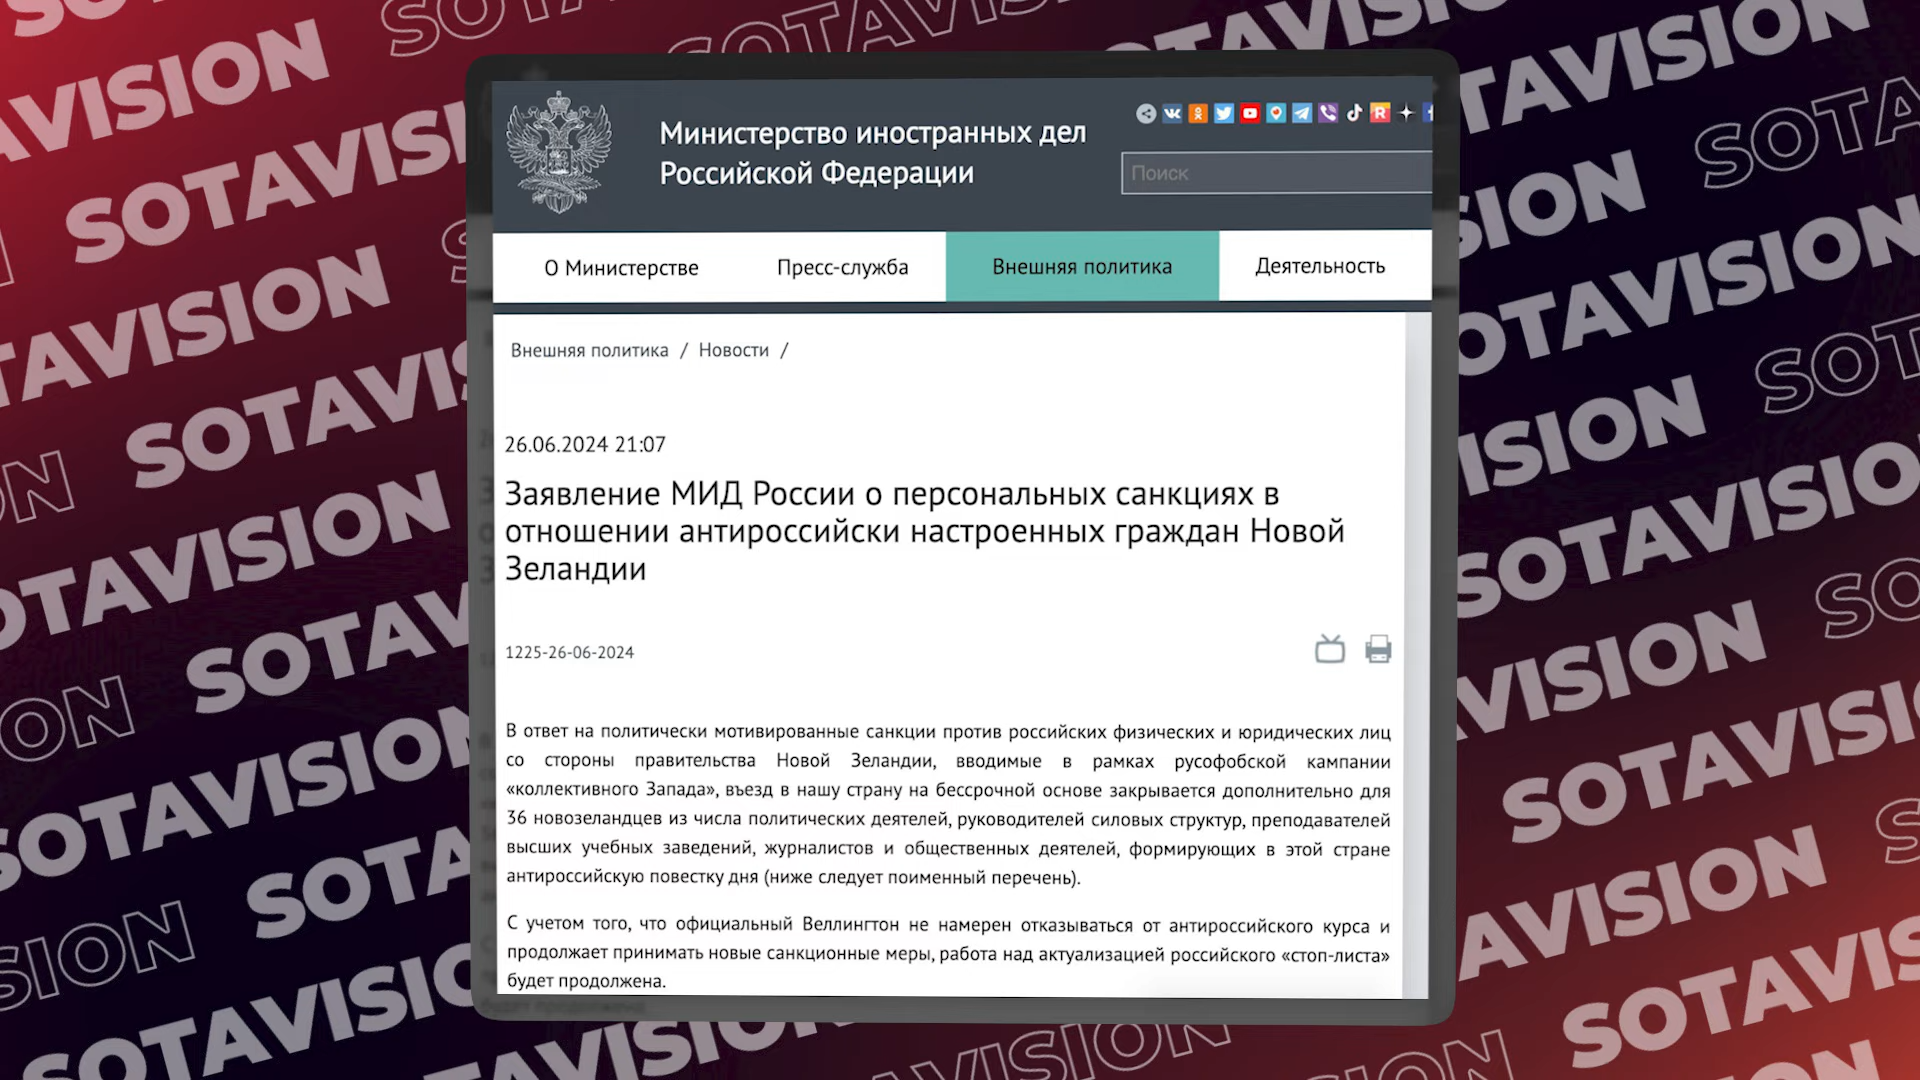 SOTAVISION
Министерство иностранных дел
Российской Федерации
Поиск
О Министерстве
Пресс-служба
Внешняя политика
Деятельность
Внешняя политика / Новости /
26.06.2024 21:07
Заявление МИД России о персональных санкциях в
отношении антироссийски настроенных граждан Новой
Зеландии
1225-26-06-2024
В ответ на политически мотивированные санкции против российских физических и юридических лиц
со стороны правительства Новой Зеландии, вводимые в рамках русофобской кампании
«коллективного Запада», въезд в нашу страну на бессрочной основе закрывается дополнительно для
36 новозеландцев из числа политических деятелей, руководителей силовых структур, преподавателей
высших учебных заведений, журналистов и общественных деятелей, формирующих в этой стране
антироссийскую повестку дня (ниже следует поименный перечень).
С учетом того, что официальный Веллингтон не намерен отказываться от антироссийского курса и
продолжает принимать новые санкционные меры, работа над актуализацией российского «стоп-листа»
будет продолжена.